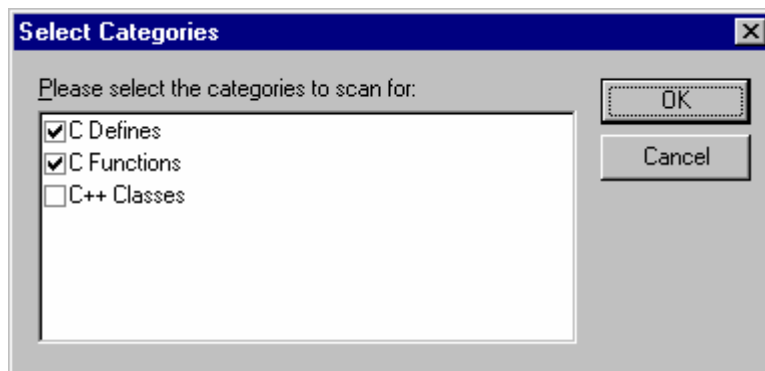 Select Categories
Please select the categories to scan for:
OK
C Defines
C Functions
Cancel
C++ Classes